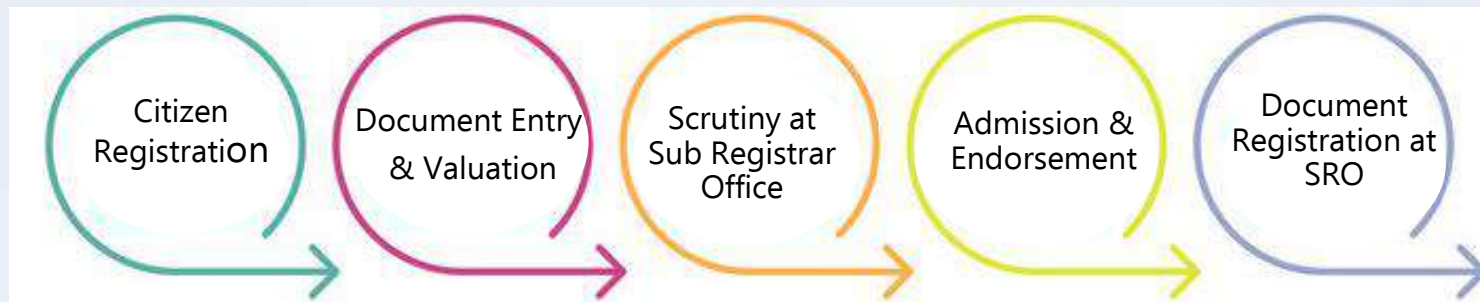 Citizen
Registration
Document Entry
& Valuation
Scrutiny at
Sub Registrar
Office
Admission &
Endorsement
Document
Registration at
SRO